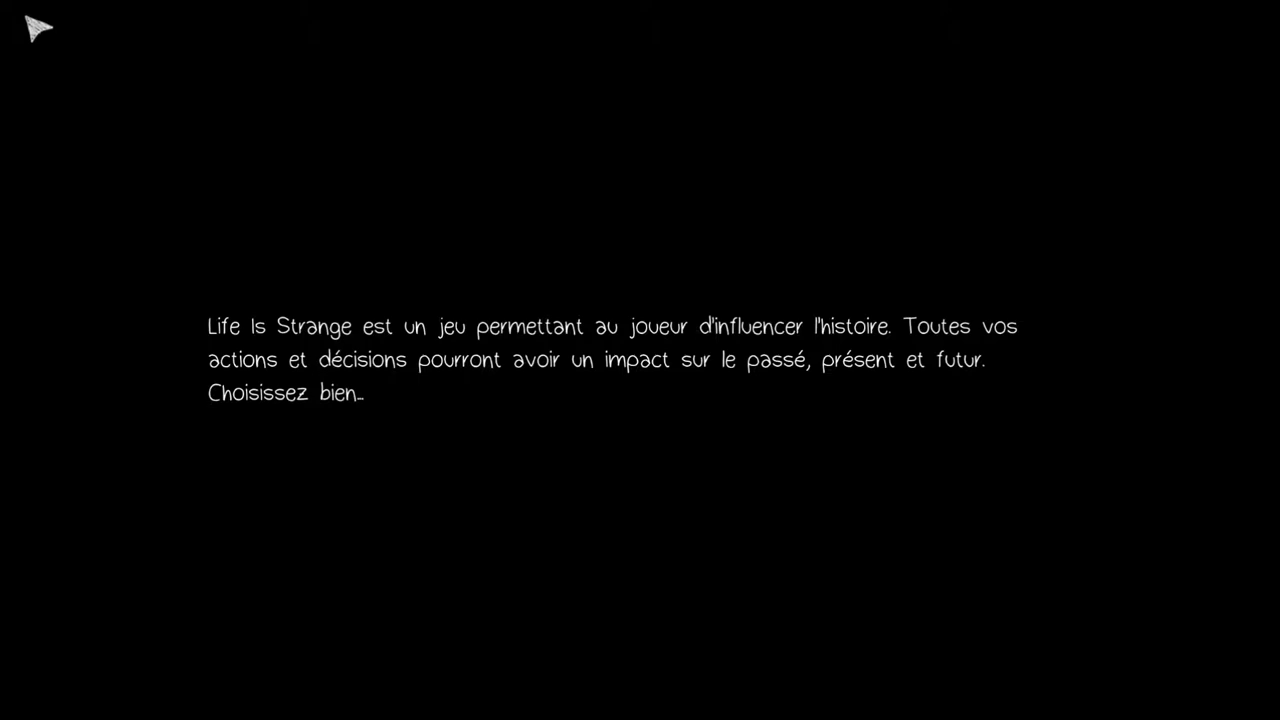 Life Is Strange est un jeu permettant au joueur d'influencer l'histoire. Toutes vos
actions et décisions pourront avoir un impact sur le passé, présent et futur.
Choisissez bien...